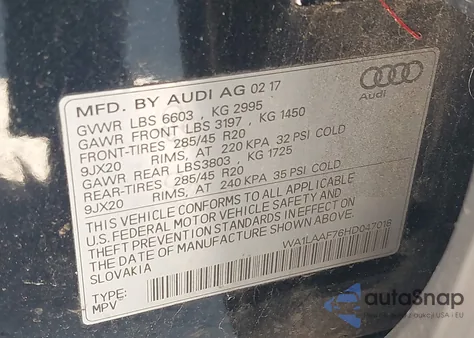 MFD. BY AUDI AG 02 17
Audi
GVWR LBS 6603 , KG 2995
GAWR FRONT LBS 3197 , KG 1450
FRONT-TIRES 285/45 R20
9JX20 RIMS, AT 220 KPA 32 PSI COLD
GAWR REAR LBS3803 , KG 1725
REAR-TIRES 285/45 R20
9JX20 RIMS, AT 240 KPA 35 PSI COLD
THIS VEHICLE CONFORMS TO ALL APPLICABLE
U.S. FEDERAL MOTOR VEHICLE SAFETY AND
THEFT PREVENTION STANDARDS IN EFFECT ON
THE DATE OF MANUFACTURE SHOWN ABOVE.
SLOVAKIA
WA1LAAF76HD047016
TYPE:
MPV
autoSnap